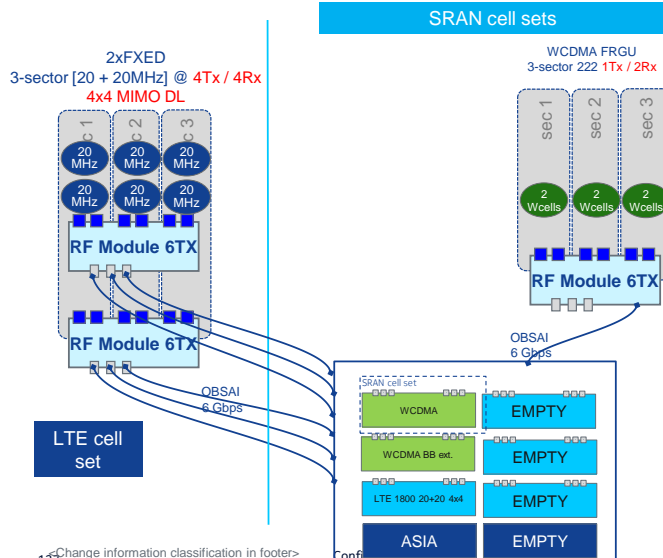 SRAN cell sets
2xFXED
3-sector [20 + 20MHz] @ 4Tx / 4Rx
4x4 MIMO DL
WCDMA FRGU
3-sector 222 1Tx / 2Rx
c 1
c 2
c 3
sec 1
sec 2
sec 3
20
MHz
20
MHz
20
MHz
20
MHz
20
MHz
20
MHz
2
Wcells
2
Wcells
2
Wcells
RF Module 6TX
RF Module 6TX
RF Module 6TX
OBSAI
6 Gbps
OBSAI
6 Gbps
LTE cell
set
SRAN cell set
WCDMA
EMPTY
WCDMA BB ext.
EMPTY
LTE 1800 20+20 4x4
EMPTY
ASIA
EMPTY
<Change information classification in footer>
Confi